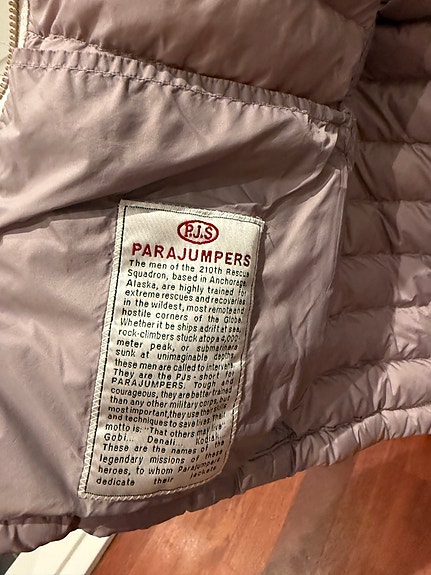 P.J.S
PARAJUMPERS
The men of the 210th Rescue
Squadron, based in Anchorage,
Alaska, are highly trained for
extreme rescues and recoveries
in the wildest, most remote and
hostile corners of the Globe.
Whether it be ships adrift at sea,
rock-climbers stuck atop a 4,000-
meter peak, or submariners
sunk at unimaginable depths,
these men are called to intervene.
They are the PJs - short for
PARAJUMPERS. Tough and
courageous, they are better trained
than any other military corps, but
most important, they use their skills
and techniques to save lives. Their
motto is: "That others may live".
Gobi... Denali... Kodiak...
These are the names of the
legendary missions of these
heroes, to whom Parajumpers
dedicate their jackets